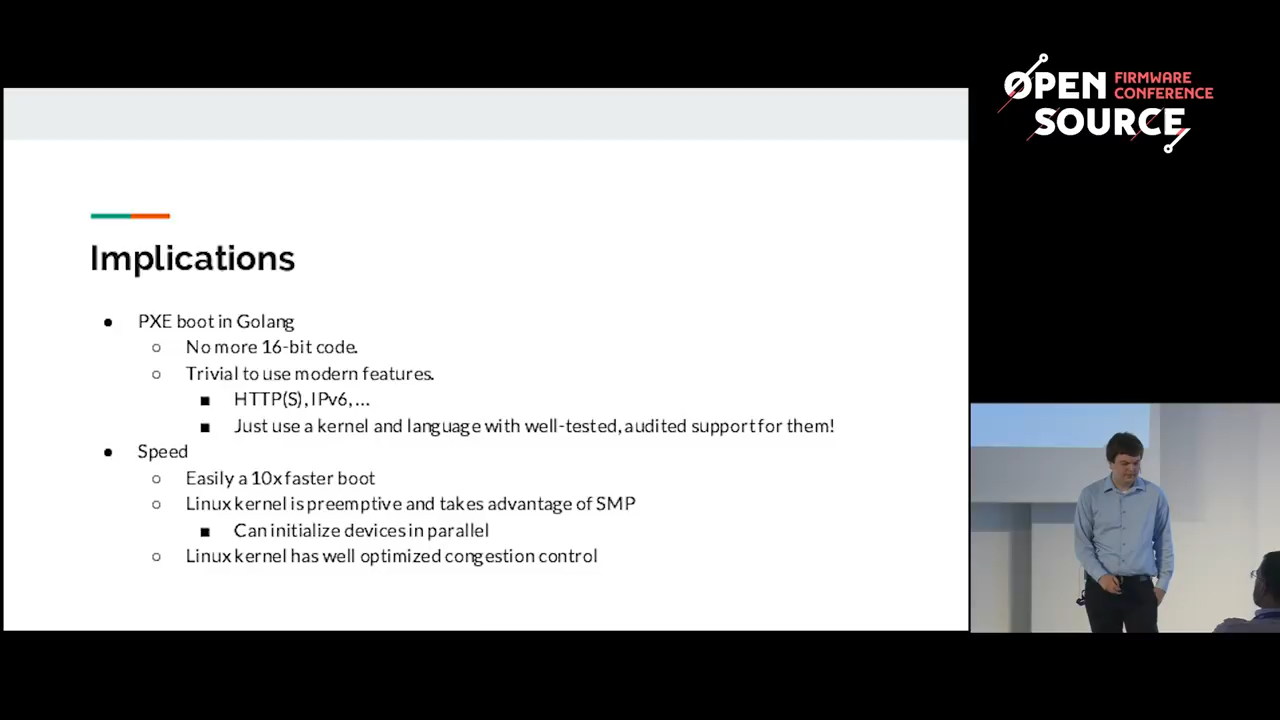 OPEN FIRMWARE
CONFERENCE
SOURCE
Implications
● PXE boot in Golang
○ No more 16-bit code.
○ Trivial to use modern features.
■ HTTP(S), IPv6, ...
■ Just use a kernel and language with well-tested, audited support for them!
● Speed
○ Easily a 10x faster boot
○ Linux kernel is preemptive and takes advantage of SMP
■ Can initialize devices in parallel
○ Linux kernel has well optimized congestion control